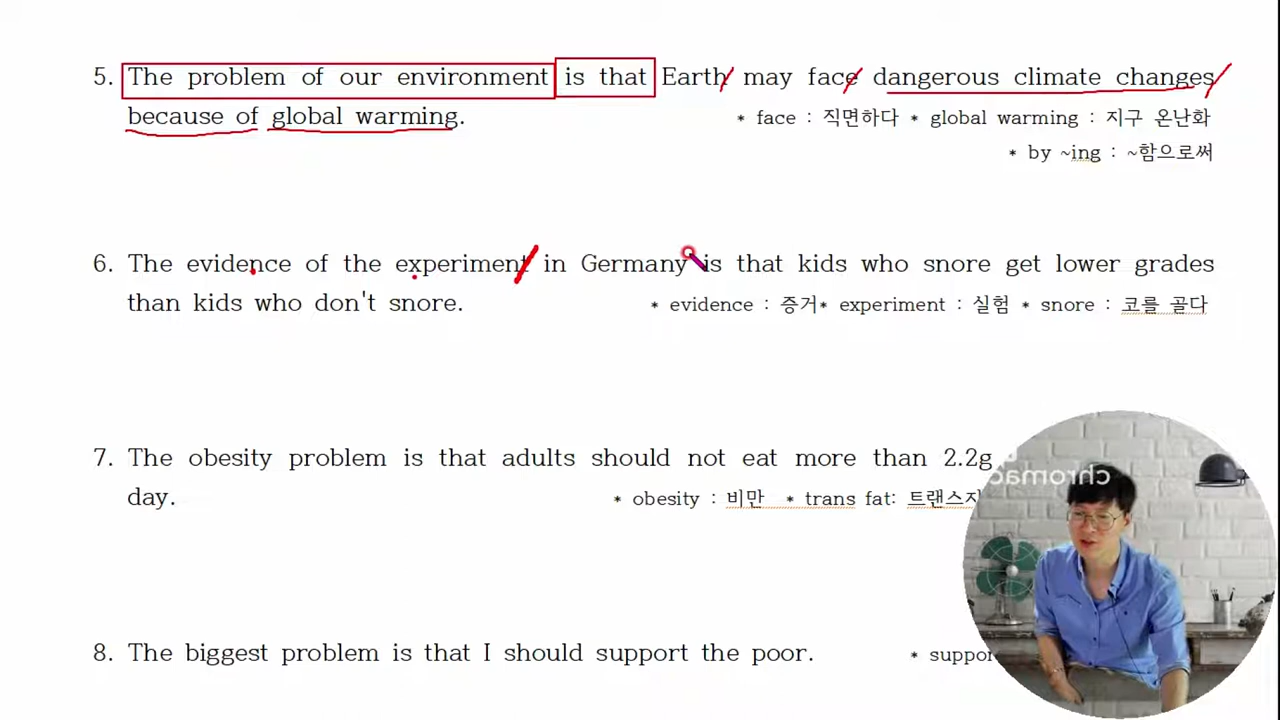 5. The problem of our environment is that Earth may face dangerous climate changes
because of global warming. * face : 직면하다 * global warming : 지구 온난화
* by ~ing : ~함으로써
6. The evidence of the experiment in Germany is that kids who snore get lower grades
than kids who don't snore. * evidence : 증거* experiment : 실험 * snore : 코를 골다
7. The obesity problem is that adults should not eat more than 2.2g
day. * obesity : 비만 * trans fat:
8. The biggest problem is that I should support the poor.